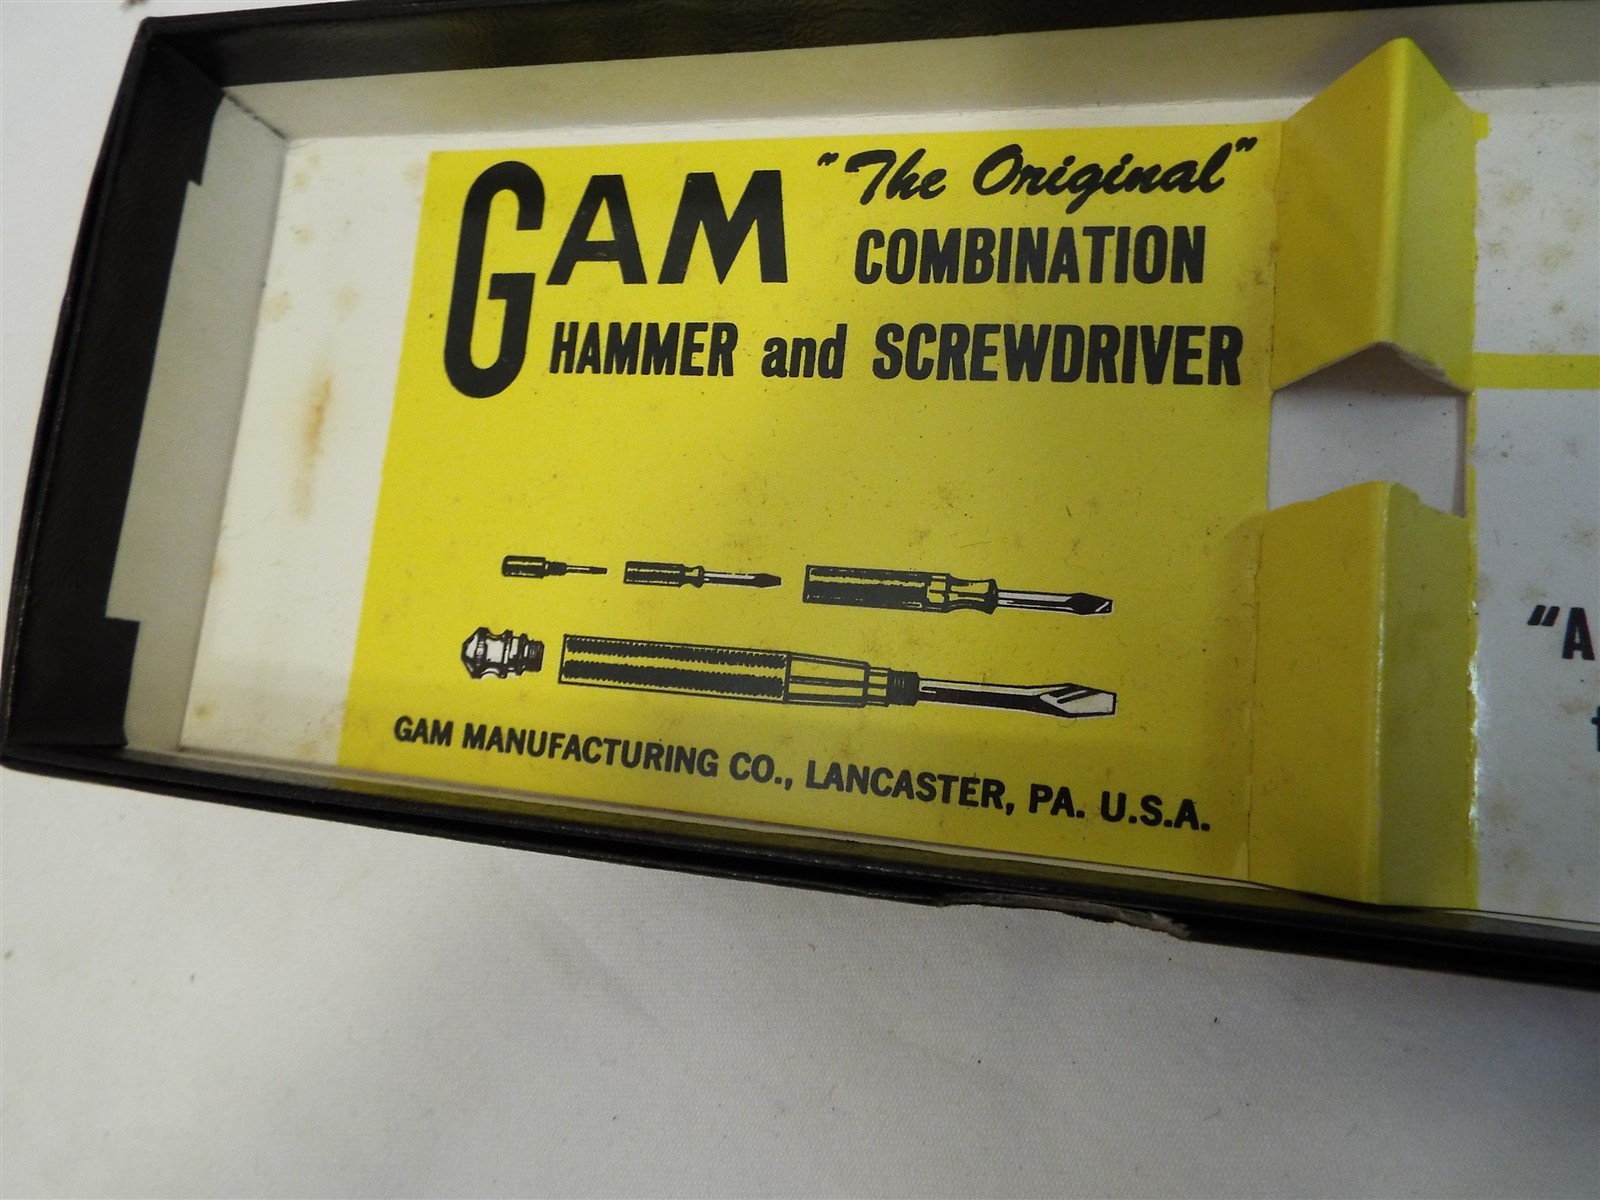 GAM "The Original"
COMBINATION
HAMMER and SCREWDRIVER
GAM MANUFACTURING CO., LANCASTER, PA. U.S.A.
"A